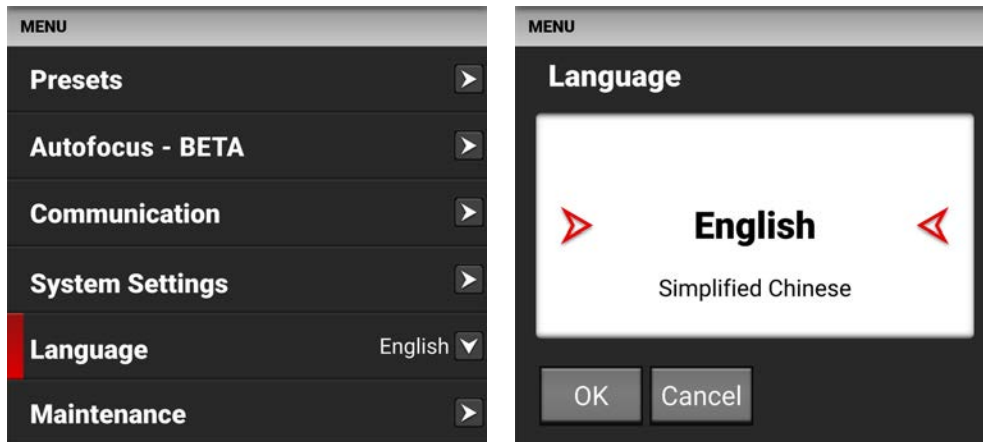 MENU
Presets
Autofocus - BETA
Communication
System Settings
Language English
Maintenance
MENU
Language
English
Simplified Chinese
OK Cancel